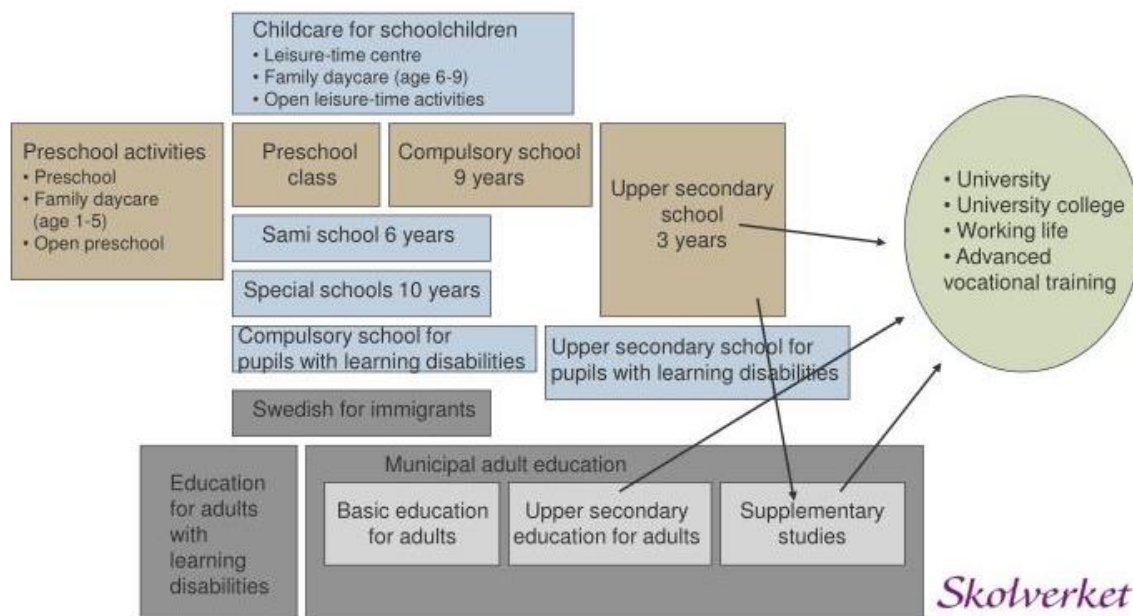 Childcare for schoolchildren
• Leisure-time centre
• Family daycare (age 6-9)
• Open leisure-time activities
Preschool activities
• Preschool
• Family daycare
(age 1-5)
• Open preschool
Preschool
class
Compulsory school
9 years
Upper secondary
school
3 years
• University
• University college
• Working life
• Advanced
vocational training
Sami school 6 years
Special schools 10 years
Compulsory school for
pupils with learning disabilities
Upper secondary school for
pupils with learning disabilities
Swedish for immigrants
Education
for adults
with
learning
disabilities
Municipal adult education
Basic education
for adults
Upper secondary
education for adults
Supplementary
studies
Skolverket